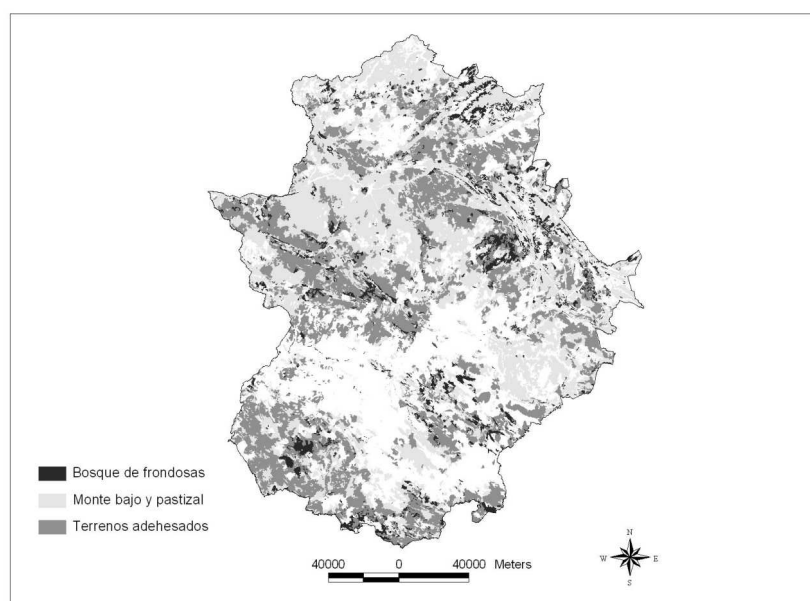 Bosque de frondosas
Monte bajo y pastizal
Terrenos adehesados
40000 0 40000 Meters
N
W E
S